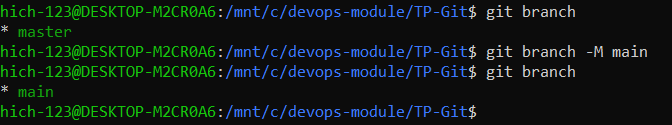 hich-123@DESKTOP-M2CR0A6:/mnt/c/devops-module/TP-Git$ git branch
* master
hich-123@DESKTOP-M2CR0A6:/mnt/c/devops-module/TP-Git$ git branch -M main
hich-123@DESKTOP-M2CR0A6:/mnt/c/devops-module/TP-Git$ git branch
* main
hich-123@DESKTOP-M2CR0A6:/mnt/c/devops-module/TP-Git$